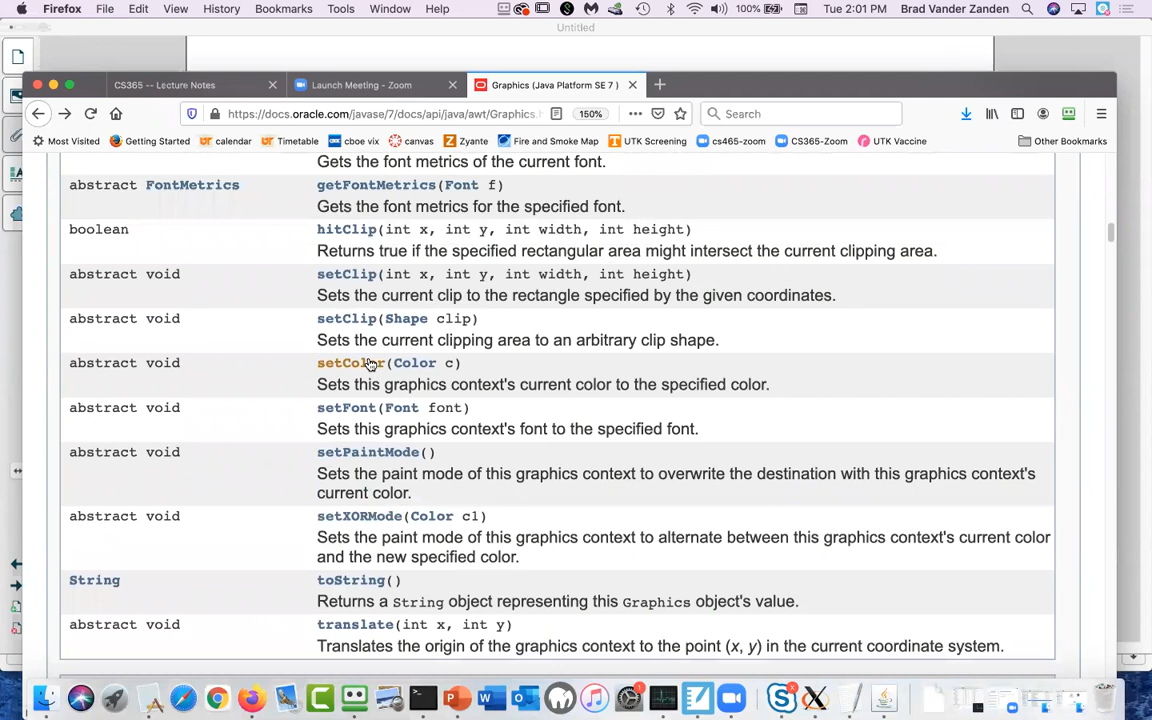 Firefox File Edit View History Bookmarks Tools Window Help 100% Tue 2:01 PM Brad Vander Zanden
Untitled
CS365 -- Lecture Notes Launch Meeting - Zoom Graphics (Java Platform SE 7 )
https://docs.oracle.com/javase/7/docs/api/java/awt/Graphics.h 150% Search
Most Visited Getting Started calendar Timetable cboe vix canvas Zyante Fire and Smoke Map UTK Screening cs465-zoom CS365-Zoom UTK Vaccine Other Bookmarks
Gets the font metrics of the current font.
abstract FontMetrics getFontMetrics(Font f)
Gets the font metrics for the specified font.
boolean hitClip(int x, int y, int width, int height)
Returns true if the specified rectangular area might intersect the current clipping area.
abstract void setClip(int x, int y, int width, int height)
Sets the current clip to the rectangle specified by the given coordinates.
abstract void setClip(Shape clip)
Sets the current clipping area to an arbitrary clip shape.
abstract void setColor(Color c)
Sets this graphics context's current color to the specified color.
abstract void setFont(Font font)
Sets this graphics context's font to the specified font.
abstract void setPaintMode()
Sets the paint mode of this graphics context to overwrite the destination with this graphics context's
current color.
abstract void setXORMode(Color c1)
Sets the paint mode of this graphics context to alternate between this graphics context's current color
and the new specified color.
String toString()
Returns a String object representing this Graphics object's value.
abstract void translate(int x, int y)
Translates the origin of the graphics context to the point (x, y) in the current coordinate system.